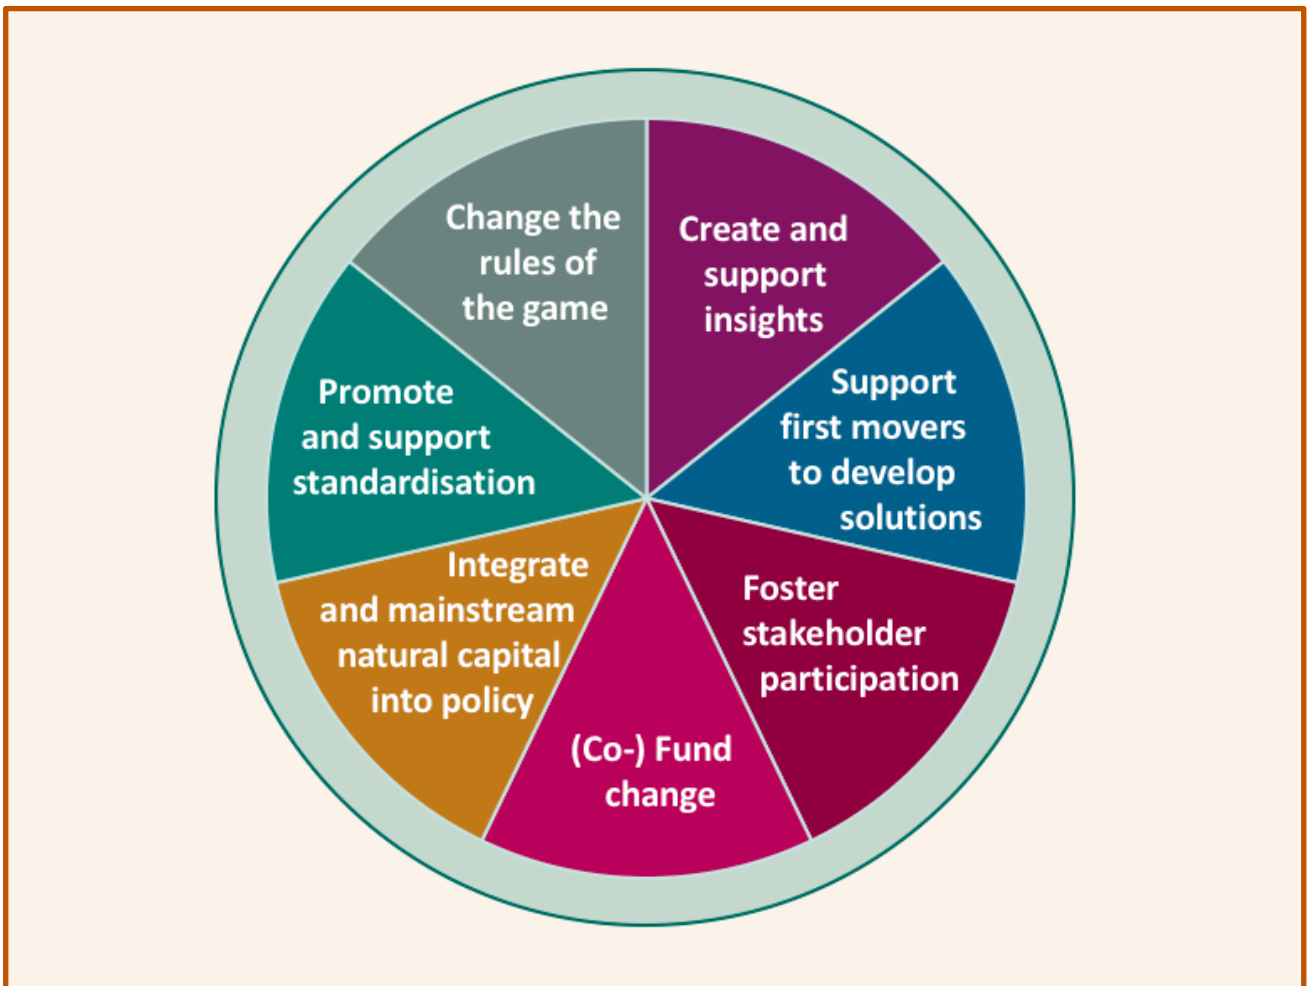 Change the
rules of
the game
Create and
support
insights
Support
first movers
to develop
solutions
Foster
stakeholder
participation
(Co-) Fund
change
Integrate
and mainstream
natural capital
into policy
Promote
and support
standardisation